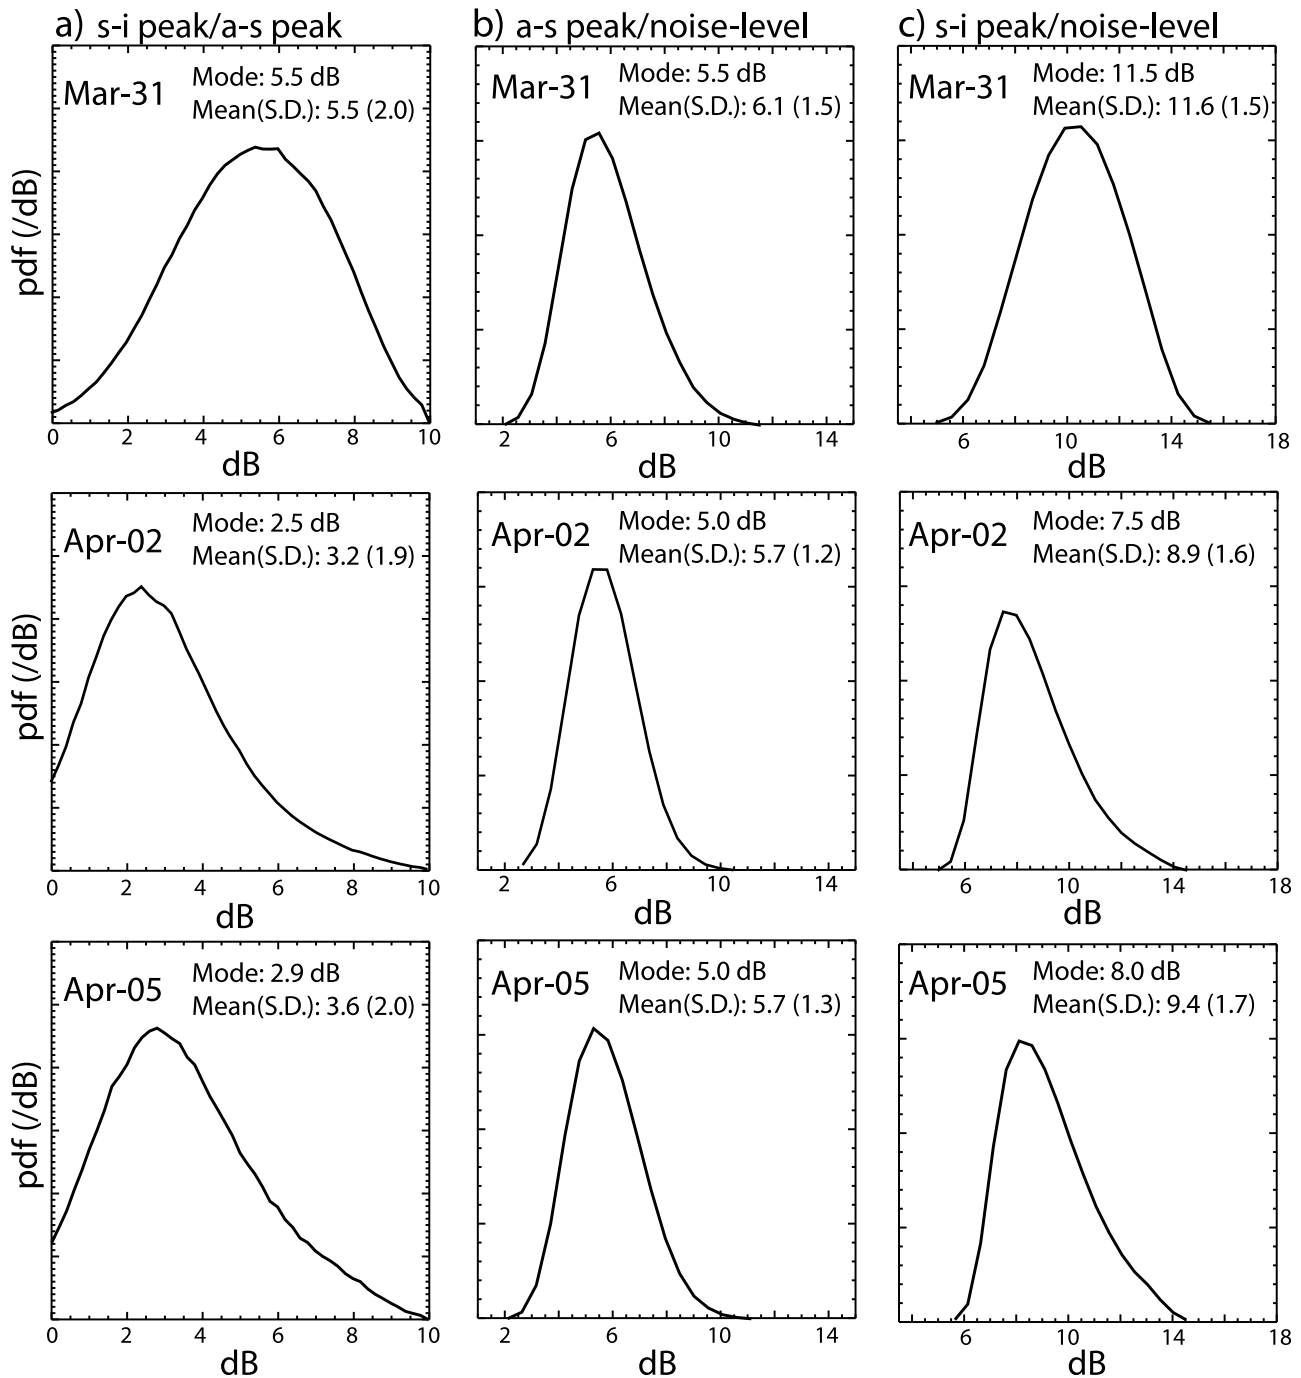 a) s-i peak/a-s peak
Mar-31
Mode: 5.5 dB
Mean(S.D.): 5.5 (2.0)
pdf (/dB)
0 2 4 6 8 10
dB
b) a-s peak/noise-level
Mar-31
Mode: 5.5 dB
Mean(S.D.): 6.1 (1.5)
2 6 10 14
dB
c) s-i peak/noise-level
Mar-31
Mode: 11.5 dB
Mean(S.D.): 11.6 (1.5)
6 10 14 18
dB
Apr-02
Mode: 2.5 dB
Mean(S.D.): 3.2 (1.9)
pdf (/dB)
0 2 4 6 8 10
dB
Apr-02
Mode: 5.0 dB
Mean(S.D.): 5.7 (1.2)
2 6 10 14
dB
Apr-02
Mode: 7.5 dB
Mean(S.D.): 8.9 (1.6)
6 10 14 18
dB
Apr-05
Mode: 2.9 dB
Mean(S.D.): 3.6 (2.0)
pdf (/dB)
0 2 4 6 8 10
dB
Apr-05
Mode: 5.0 dB
Mean(S.D.): 5.7 (1.3)
2 6 10 14
dB
Apr-05
Mode: 8.0 dB
Mean(S.D.): 9.4 (1.7)
6 10 14 18
dB